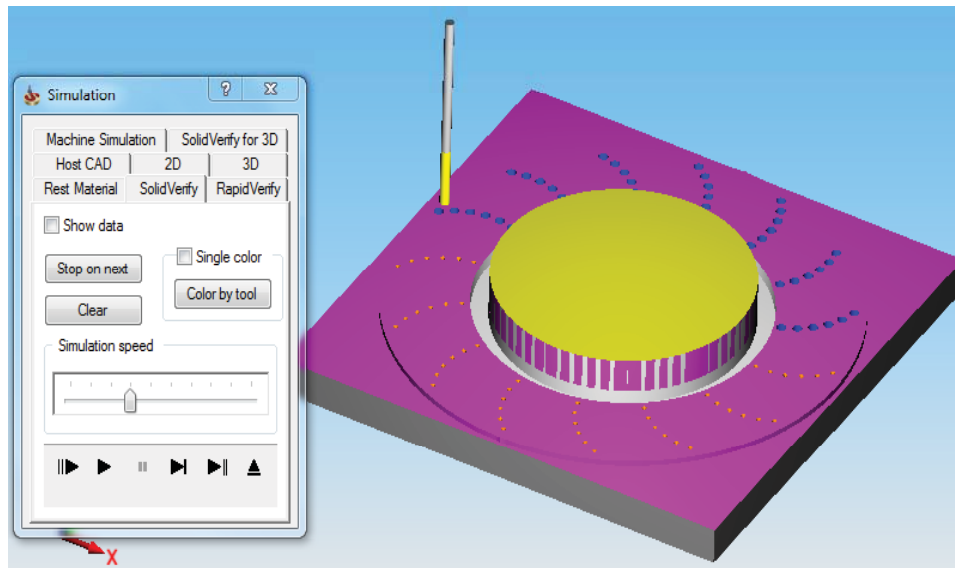 Simulation
?
Machine Simulation SolidVerify for 3D
Host CAD 2D 3D
Rest Material SolidVerify RapidVerify
Show data
Single color
Stop on next
Color by tool
Clear
Simulation speed
X